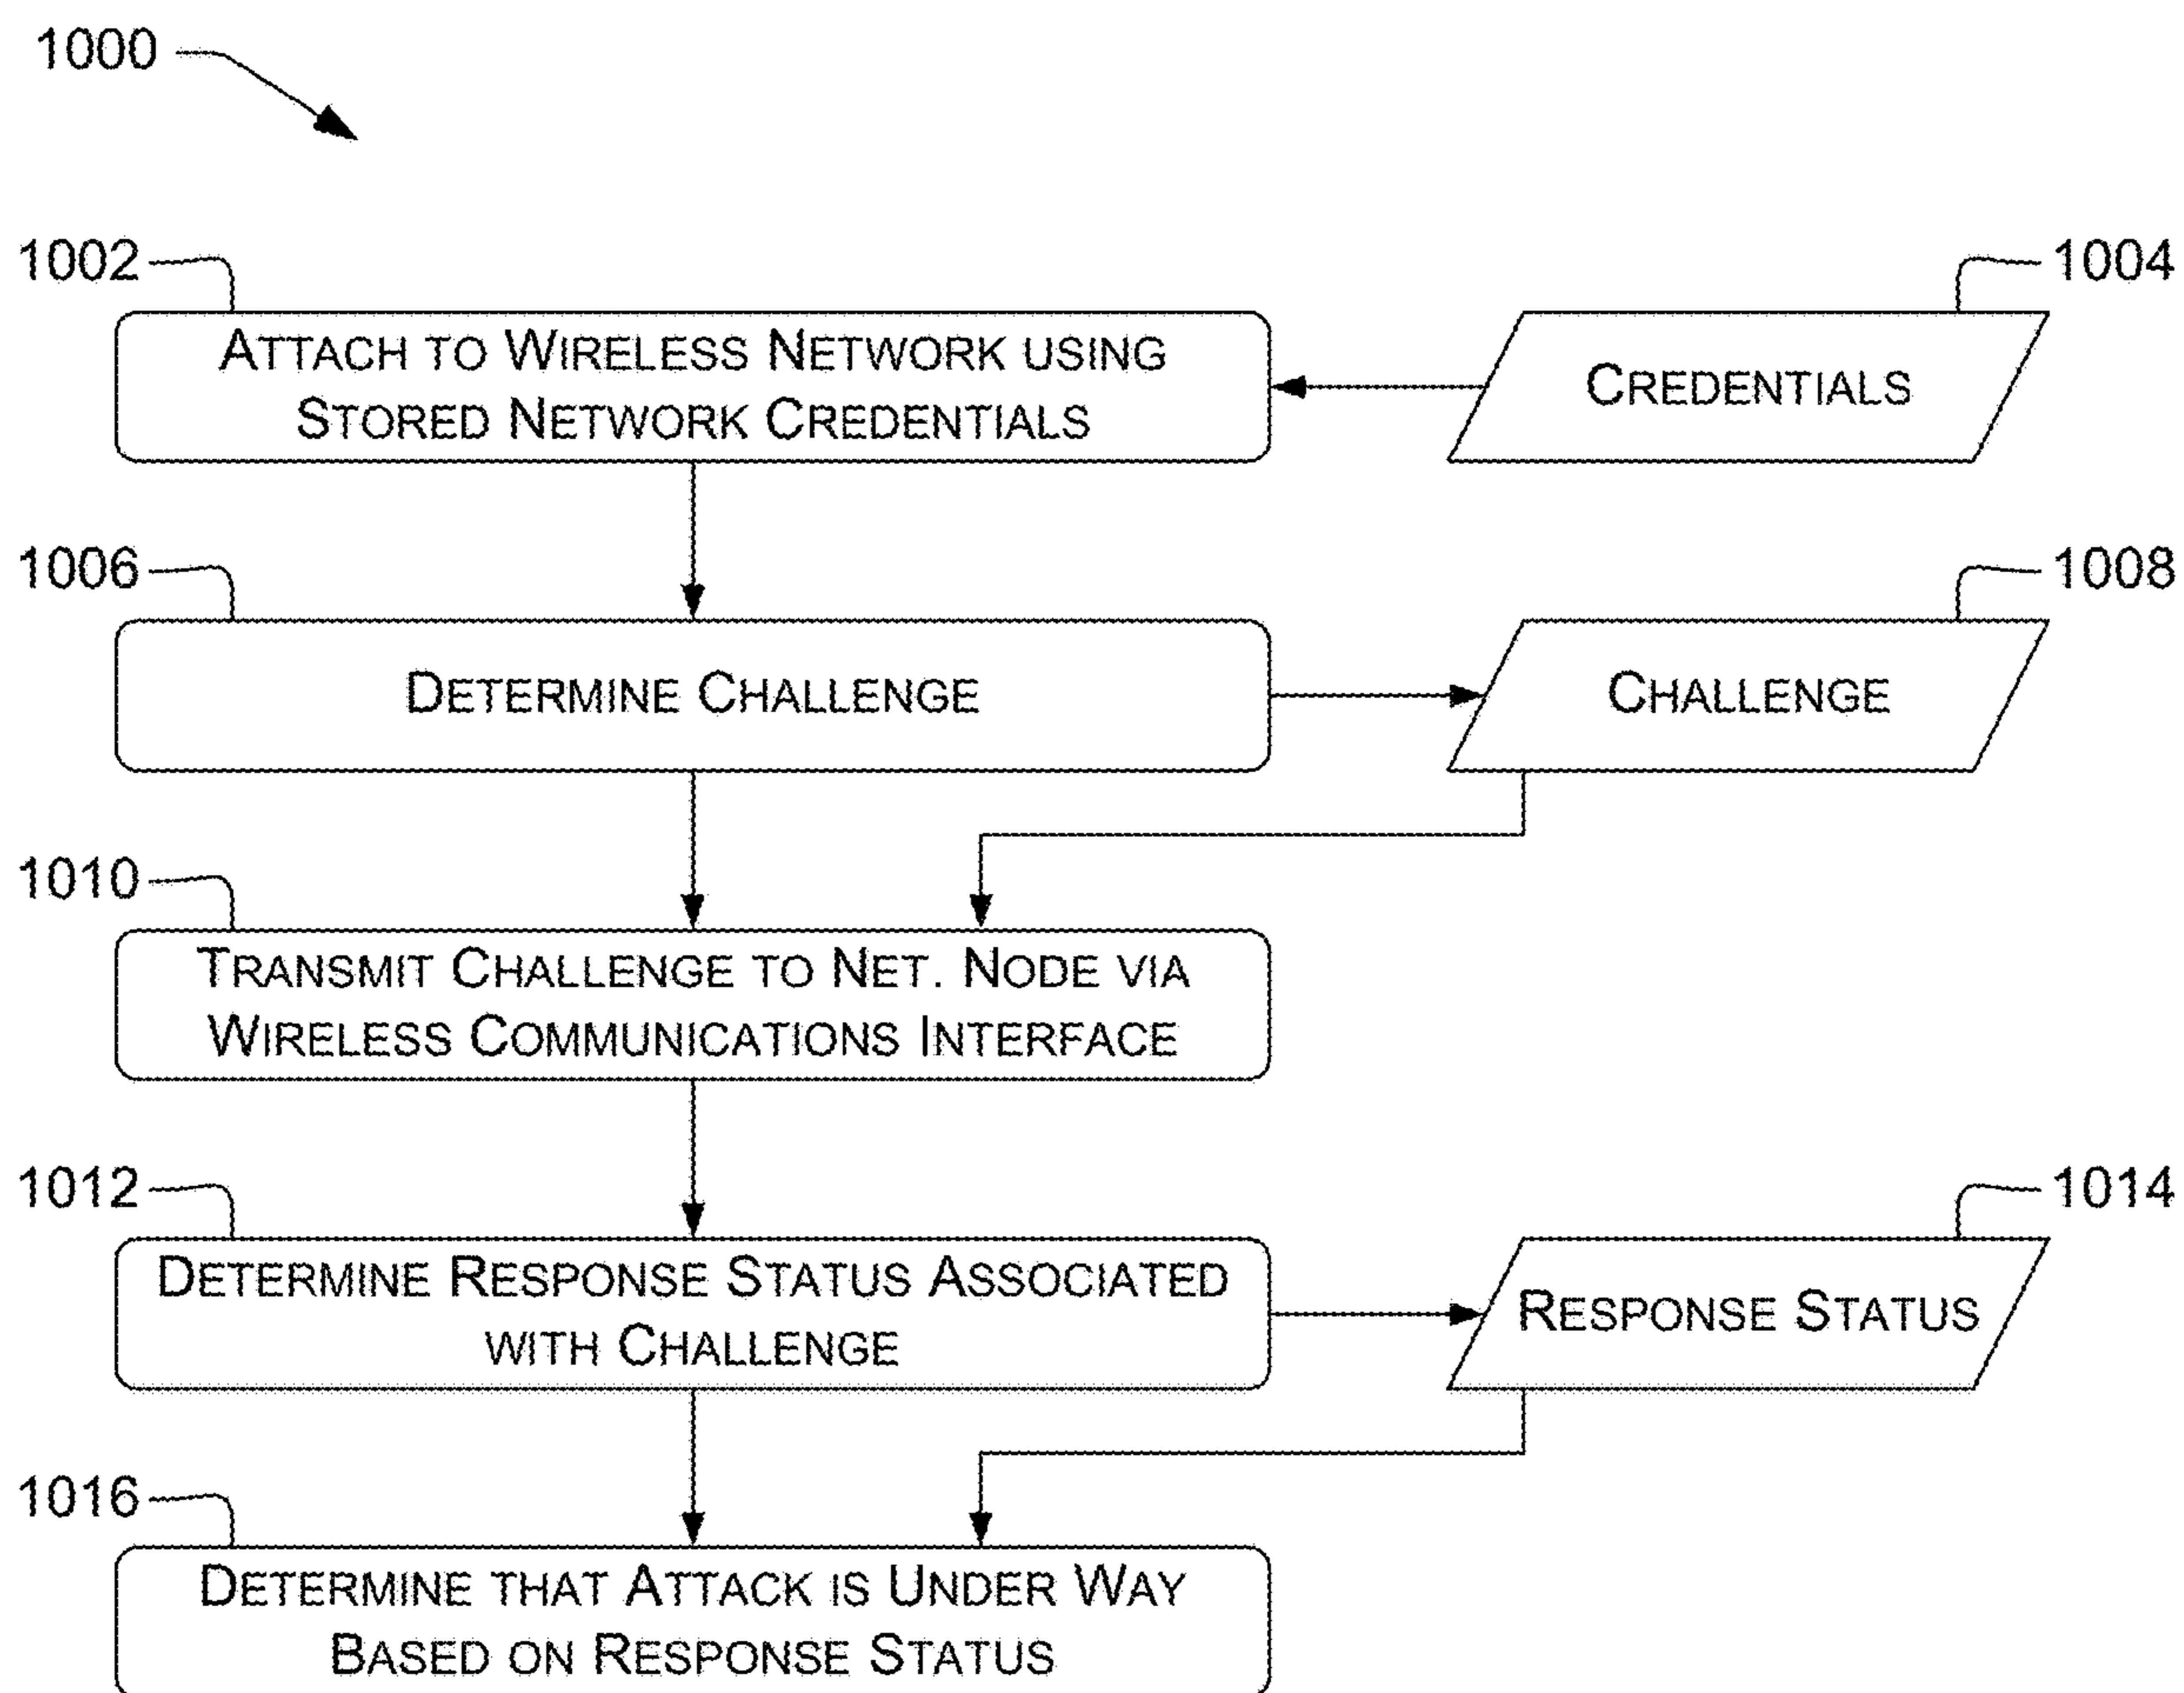 1000
1002
1004
ATTACH TO WIRELESS NETWORK USING
STORED NETWORK CREDENTIALS
CREDENTIALS
1006
1008
DETERMINE CHALLENGE
CHALLENGE
1010
TRANSMIT CHALLENGE TO NET. NODE VIA
WIRELESS COMMUNICATIONS INTERFACE
1012
1014
DETERMINE RESPONSE STATUS ASSOCIATED
WITH CHALLENGE
RESPONSE STATUS
1016
DETERMINE THAT ATTACK IS UNDER WAY
BASED ON RESPONSE STATUS